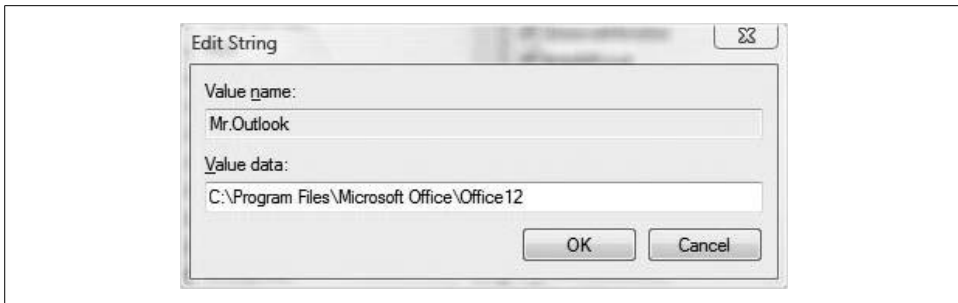 Edit String
Value name:
Mr.Outlook
Value data:
C:\Program Files\Microsoft Office\Office12
OK
Cancel